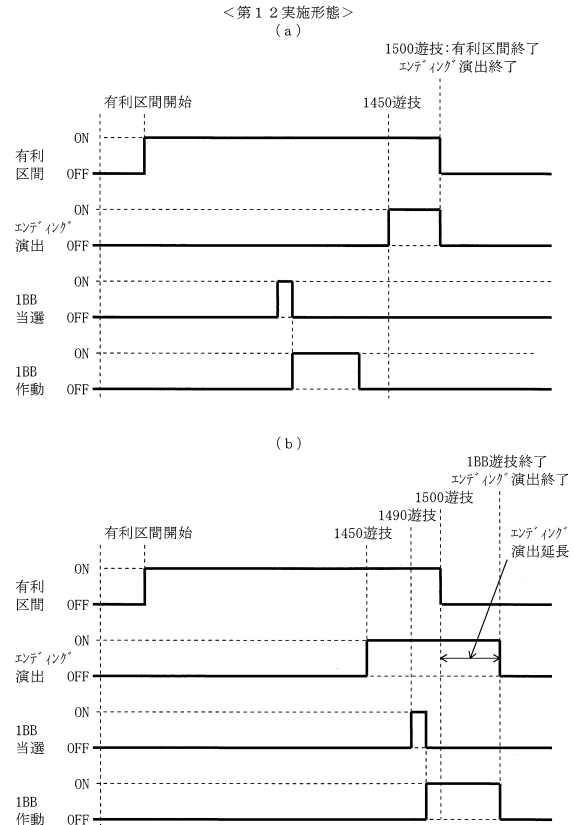 ＜第１２実施形態＞
（ａ）
1500遊技：有利区間終了
ｴﾝﾃﾞｨﾝｸﾞ演出終了
有利区間開始
1450遊技
有利
区間
ON
OFF
ｴﾝﾃﾞｨﾝｸﾞ
演出
ON
OFF
1BB
当選
ON
OFF
1BB
作動
ON
OFF
（ｂ）
1BB遊技終了
ｴﾝﾃﾞｨﾝｸﾞ演出終了
1500遊技
1490遊技
有利区間開始
1450遊技
ｴﾝﾃﾞｨﾝｸﾞ
演出延長
有利
区間
ON
OFF
ｴﾝﾃﾞｨﾝｸﾞ
演出
ON
OFF
1BB
当選
ON
OFF
1BB
作動
ON
OFF